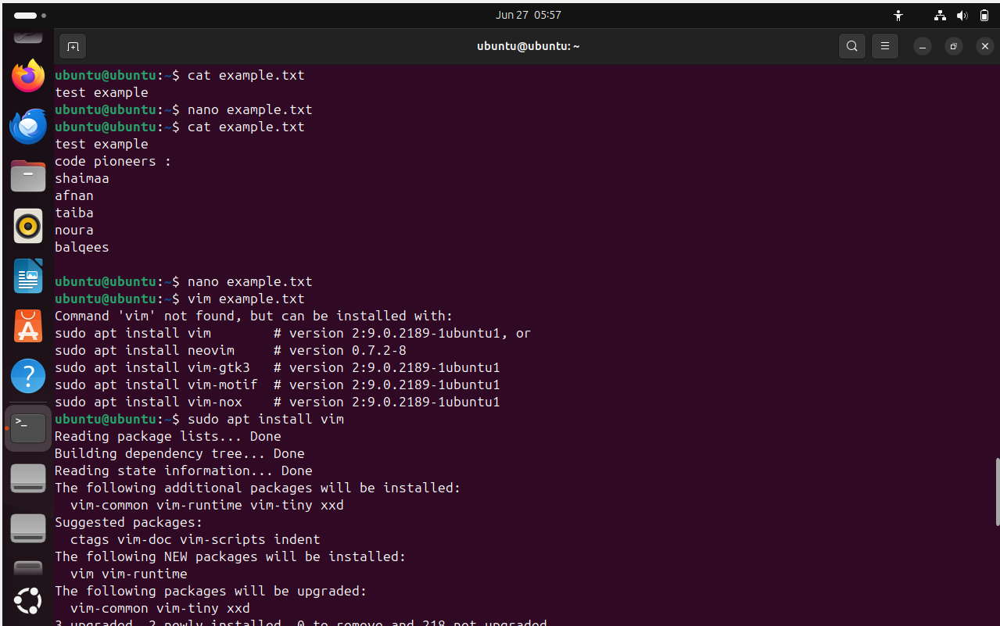 Jun 27 05:57
ubuntu@ubuntu: ~
ubuntu@ubuntu:~$ cat example.txt
test example
ubuntu@ubuntu:~$ nano example.txt
ubuntu@ubuntu:~$ cat example.txt
test example
code pioneers :
shaimaa
afnan
taiba
noura
balqees
ubuntu@ubuntu:~$ nano example.txt
ubuntu@ubuntu:~$ vim example.txt
Command 'vim' not found, but can be installed with:
sudo apt install vim        # version 2:9.0.2189-1ubuntu1, or
sudo apt install neovim     # version 0.7.2-8
sudo apt install vim-gtk3   # version 2:9.0.2189-1ubuntu1
sudo apt install vim-motif  # version 2:9.0.2189-1ubuntu1
sudo apt install vim-nox    # version 2:9.0.2189-1ubuntu1
ubuntu@ubuntu:~$ sudo apt install vim
Reading package lists... Done
Building dependency tree... Done
Reading state information... Done
The following additional packages will be installed:
  vim-common vim-runtime vim-tiny xxd
Suggested packages:
  ctags vim-doc vim-scripts indent
The following NEW packages will be installed:
  vim vim-runtime
The following packages will be upgraded:
  vim-common vim-tiny xxd
3 upgraded, 2 newly installed, 0 to remove and 218 not upgraded.